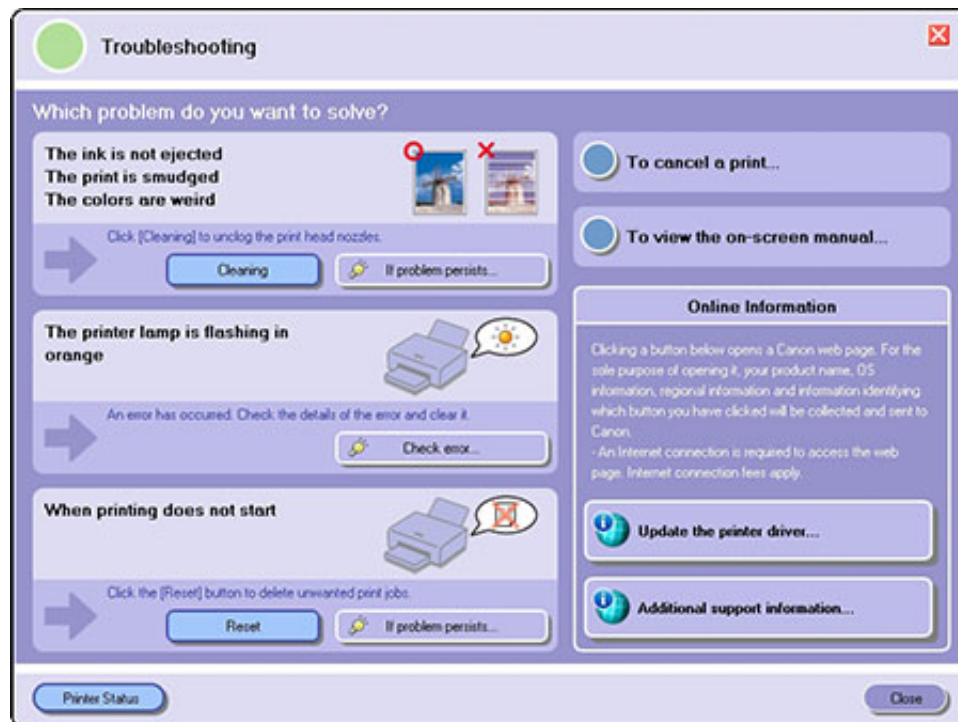 Troubleshooting
Which problem do you want to solve?
The ink is not ejected
The print is smudged
The colors are weird
Click [Cleaning] to unclog the print head nozzles.
Cleaning
If problem persists...
The printer lamp is flashing in
orange
An error has occurred. Check the details of the error and clear it.
Check error...
When printing does not start
Click the [Reset] button to delete unwanted print jobs.
Reset
If problem persists...
To cancel a print...
To view the on-screen manual...
Online Information
Clicking a button below opens a Canon web page. For the
sole purpose of opening it, your product name, OS
information, regional information and information identifying
which button you have clicked will be collected and sent to
Canon.
- An Internet connection is required to access the web
page. Internet connection fees apply.
Update the printer driver...
Additional support information...
Printer Status
Close